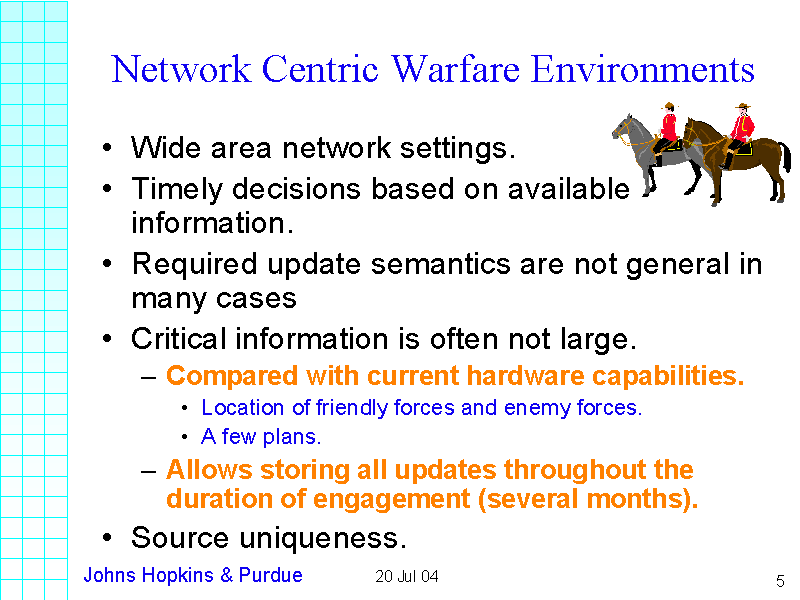 Network Centric Warfare Environments
• Wide area network settings.
• Timely decisions based on available
information.
• Required update semantics are not general in
many cases
• Critical information is often not large.
– Compared with current hardware capabilities.
• Location of friendly forces and enemy forces.
• A few plans.
– Allows storing all updates throughout the
duration of engagement (several months).
• Source uniqueness.
Johns Hopkins & Purdue 20 Jul 04 5